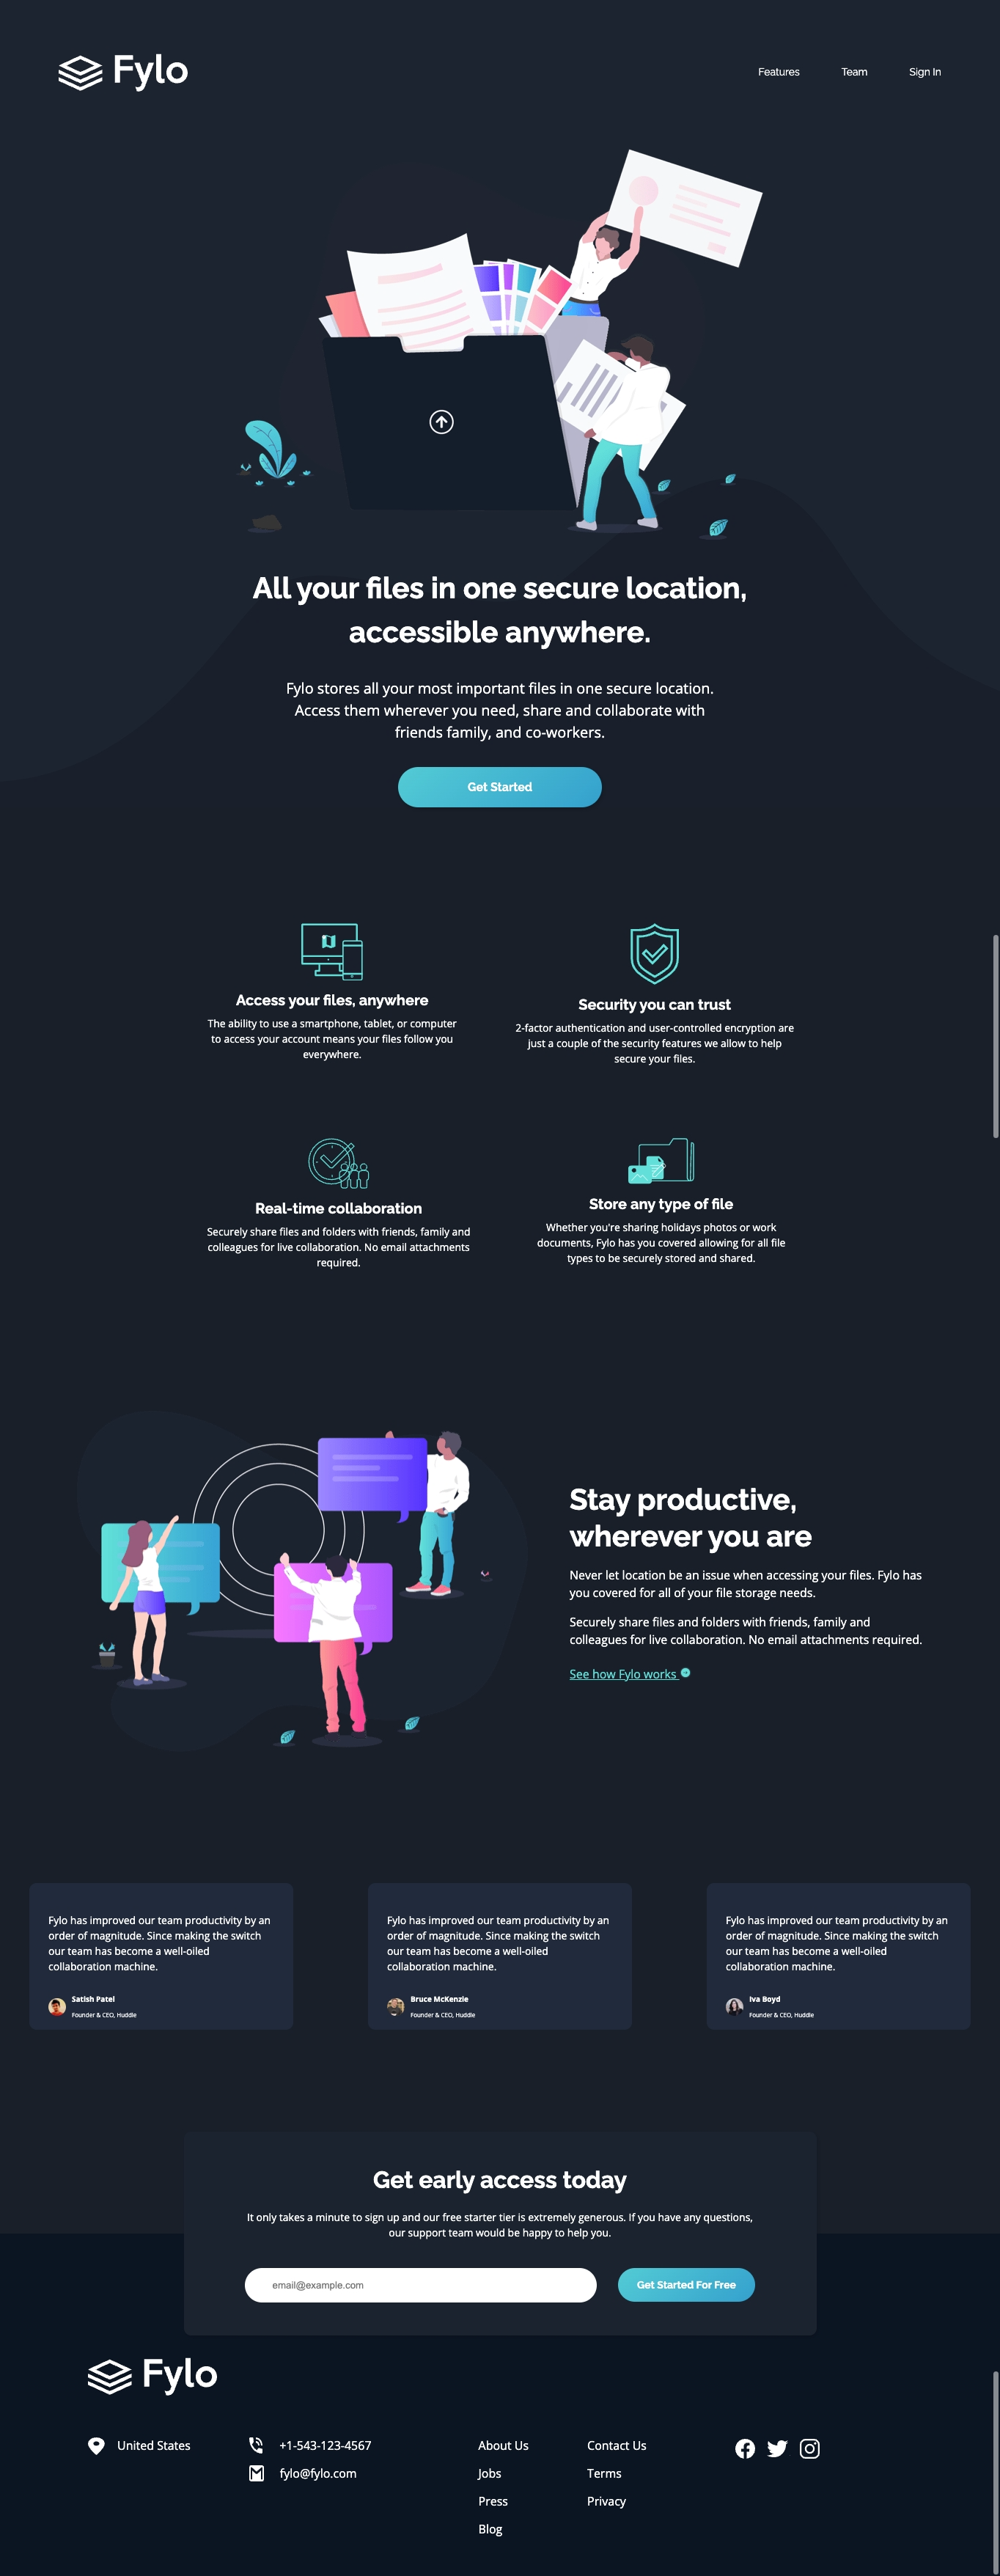 Fylo
Features Team Sign In
All your files in one secure location,
accessible anywhere.
Fylo stores all your most important files in one secure location.
Access them wherever you need, share and collaborate with
friends family, and co-workers.
Get Started
Access your files, anywhere
The ability to use a smartphone, tablet, or computer
to access your account means your files follow you
everywhere.
Security you can trust
2-factor authentication and user-controlled encryption are
just a couple of the security features we allow to help
secure your files.
Real-time collaboration
Securely share files and folders with friends, family and
colleagues for live collaboration. No email attachments
required.
Store any type of file
Whether you're sharing holidays photos or work
documents, Fylo has you covered allowing for all file
types to be securely stored and shared.
Stay productive,
wherever you are
Never let location be an issue when accessing your files. Fylo has
you covered for all of your file storage needs.
Securely share files and folders with friends, family and
colleagues for live collaboration. No email attachments required.
See how Fylo works
Fylo has improved our team productivity by an
order of magnitude. Since making the switch
our team has become a well-oiled
collaboration machine.
Satish Patel
Founder & CEO, Huddle
Fylo has improved our team productivity by an
order of magnitude. Since making the switch
our team has become a well-oiled
collaboration machine.
Bruce McKenzie
Founder & CEO, Huddle
Fylo has improved our team productivity by an
order of magnitude. Since making the switch
our team has become a well-oiled
collaboration machine.
Iva Boyd
Founder & CEO, Huddle
Get early access today
It only takes a minute to sign up and our free starter tier is extremely generous. If you have any questions,
our support team would be happy to help you.
email@example.com
Get Started For Free
Fylo
United States
+1-543-123-4567
fylo@fylo.com
About Us
Jobs
Press
Blog
Contact Us
Terms
Privacy